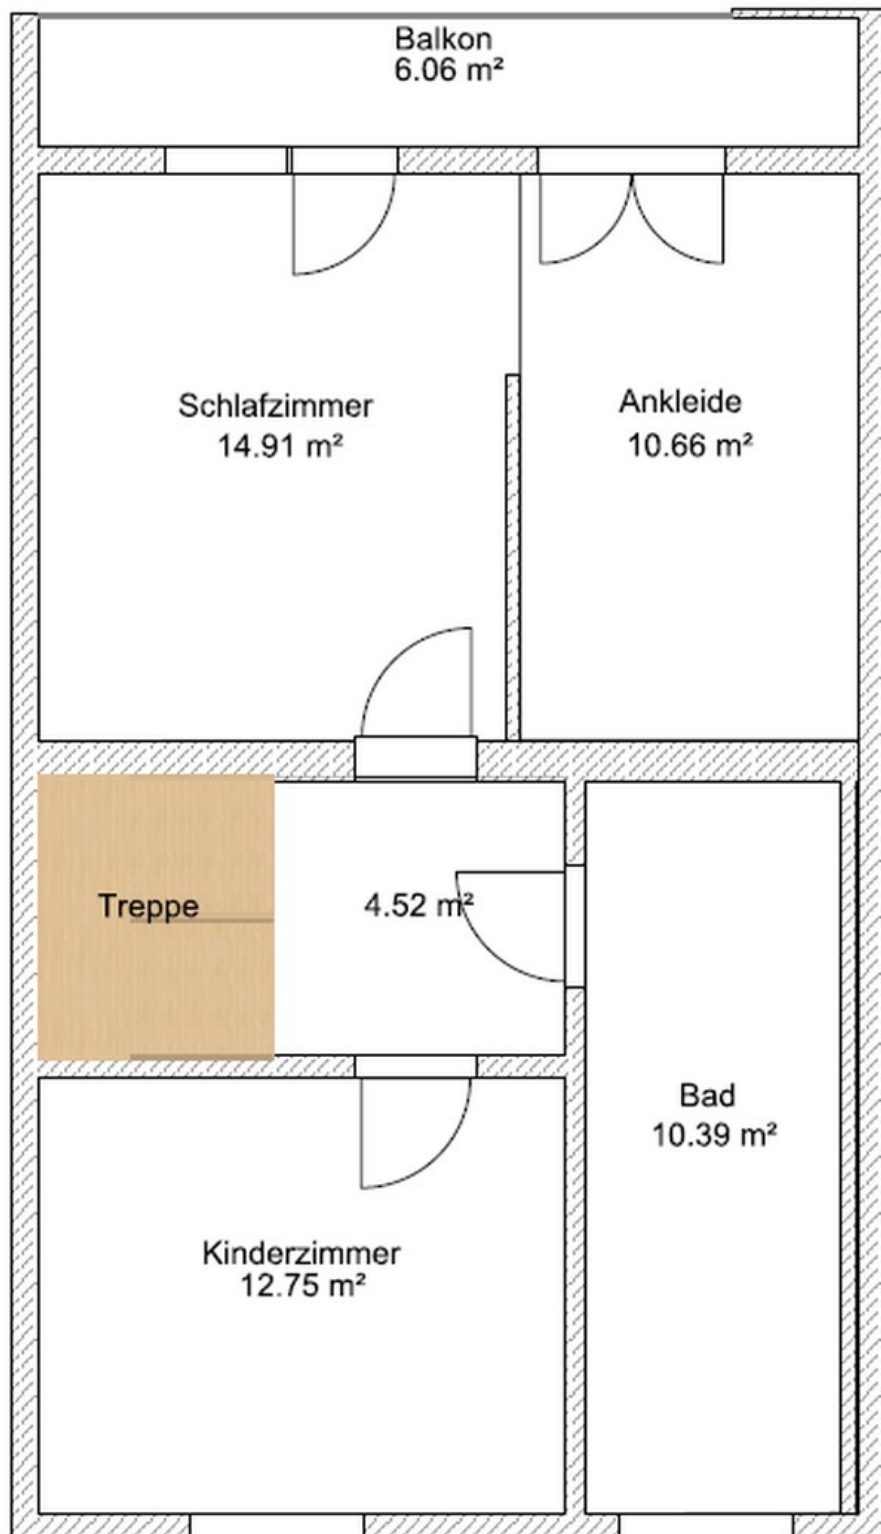 Balkon
6.06 m²
Schlafzimmer
14.91 m²
Ankleide
10.66 m²
Treppe
4.52 m²
Bad
10.39 m²
Kinderzimmer
12.75 m²